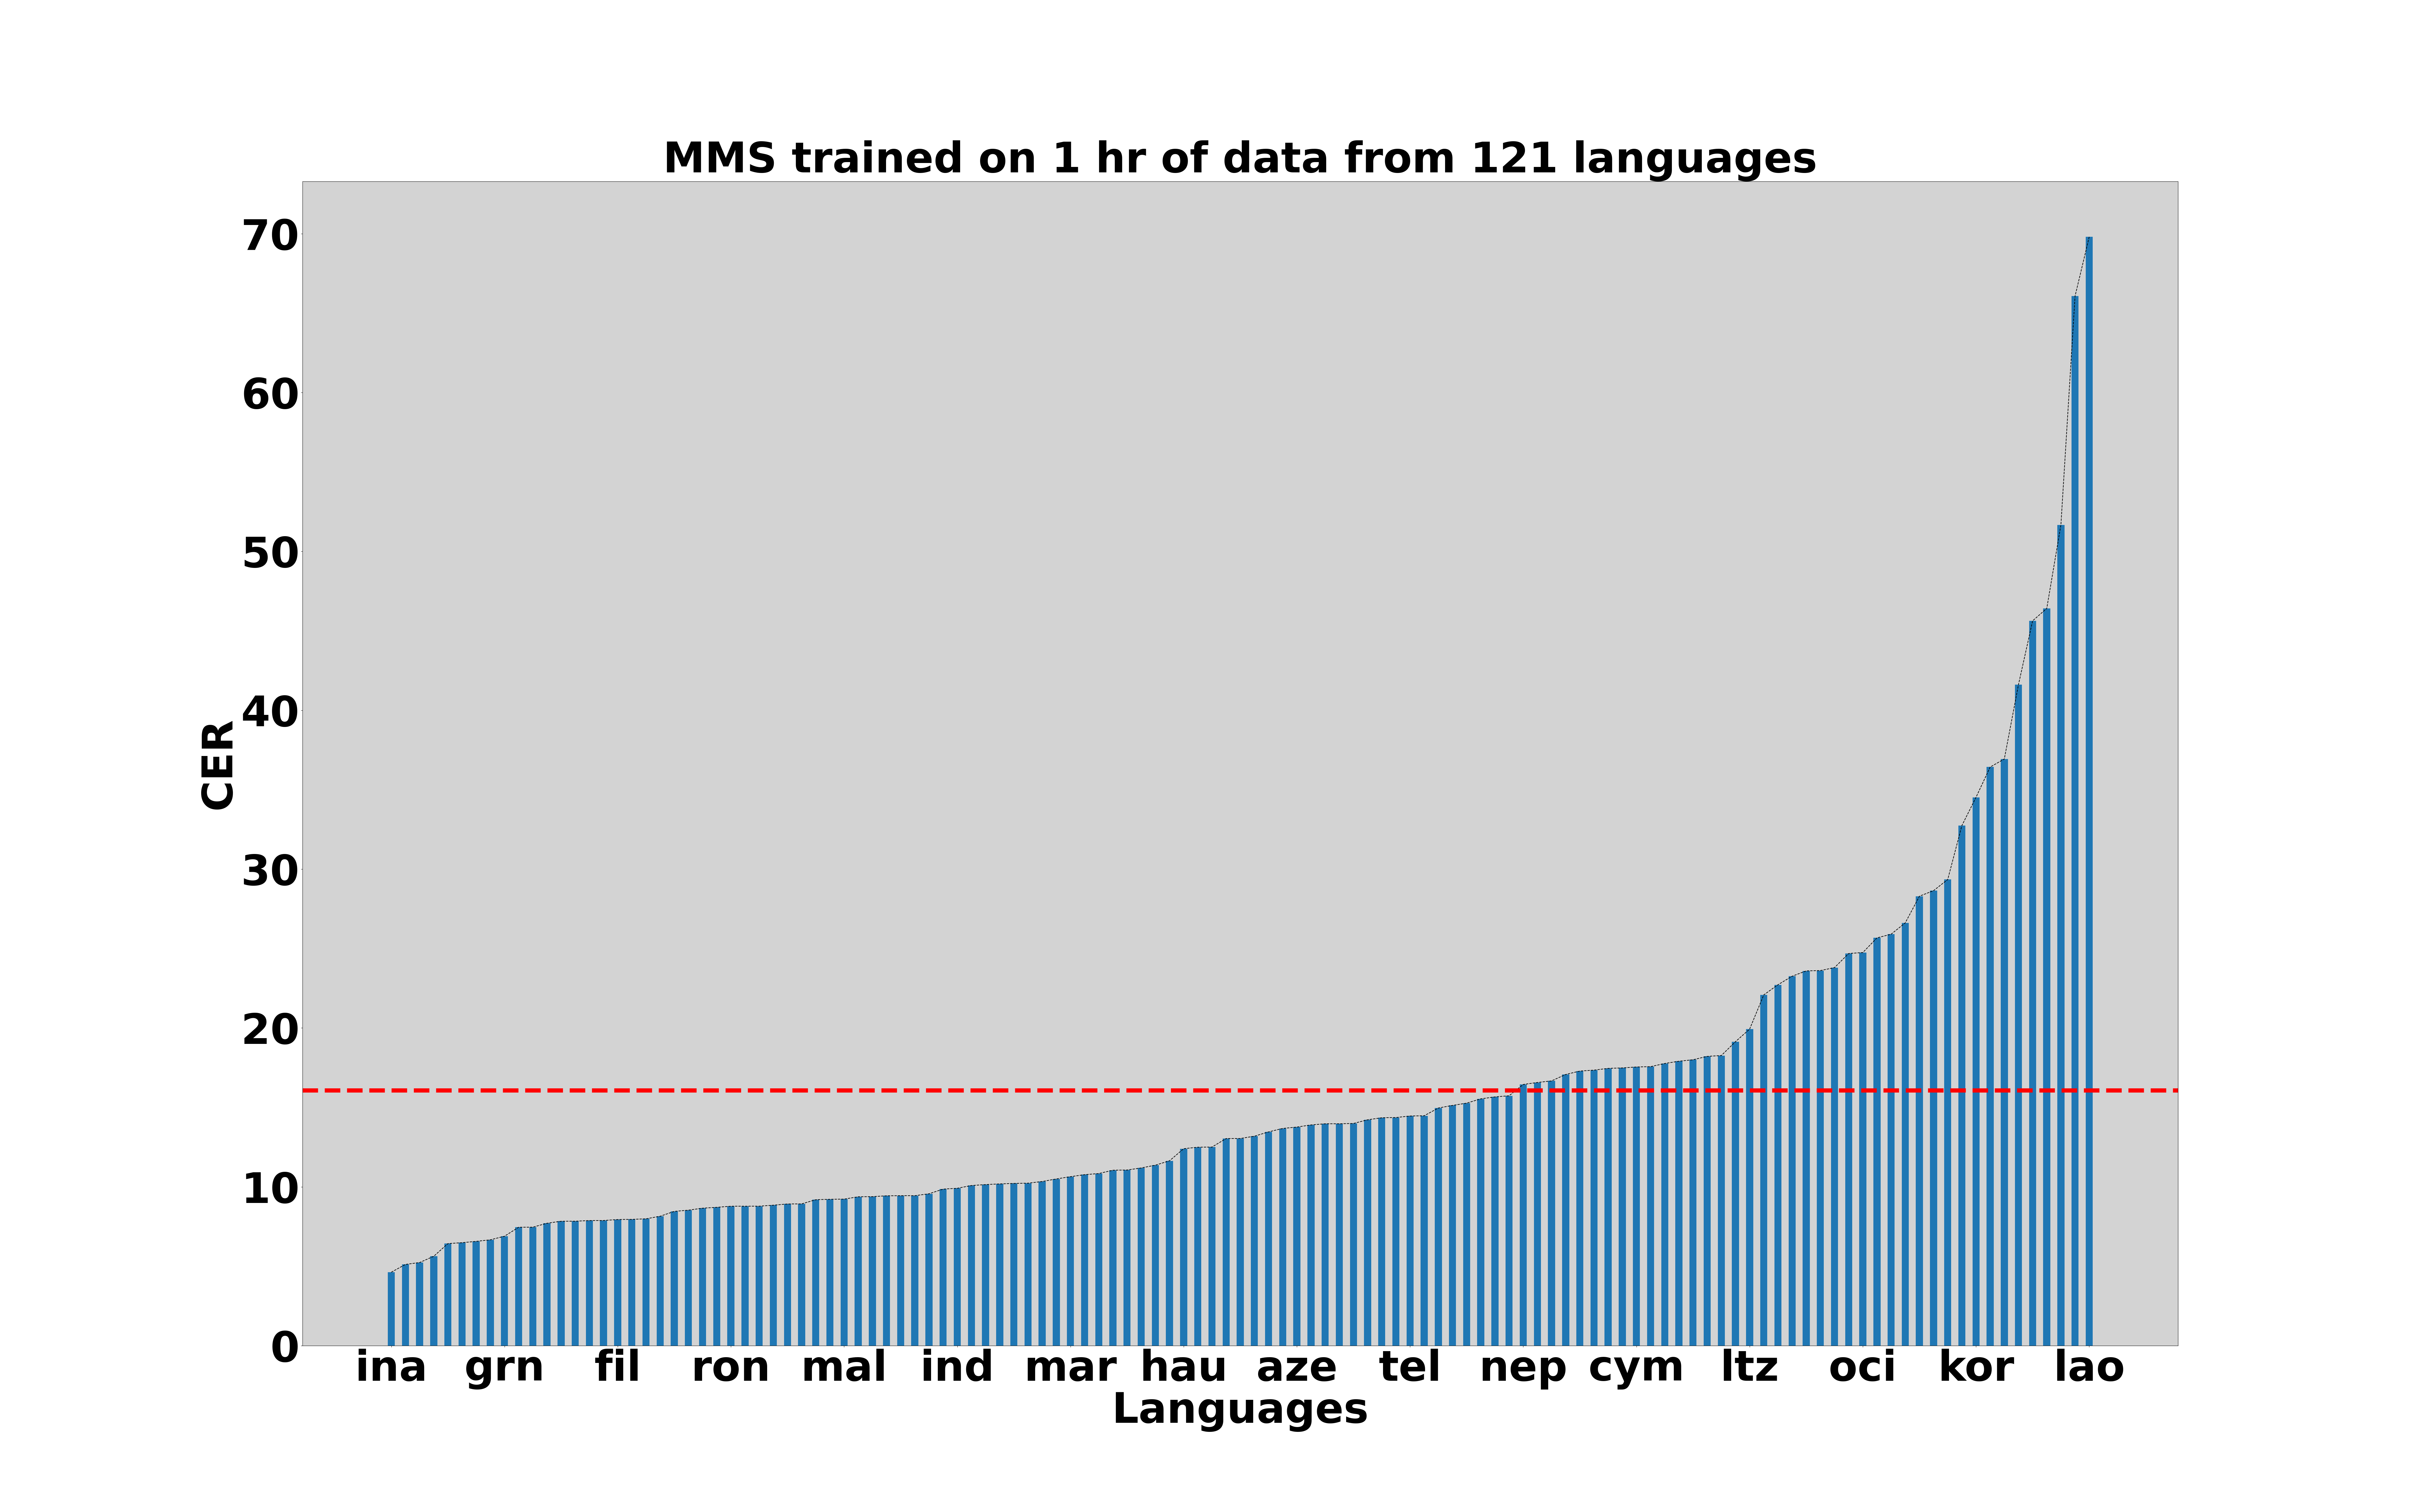 MMS trained on 1 hr of data from 121 languages
70
60
50
40
30
20
10
0
CER
ina grn fil ron mal ind mar hau aze tel nep cym ltz oci kor lao
Languages